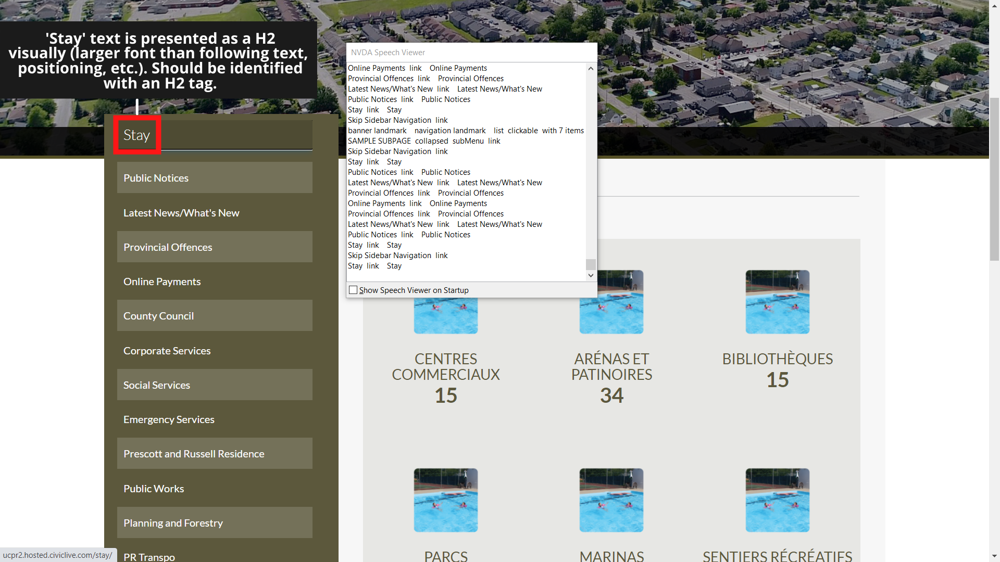 'Stay' text is presented as a H2
visually (larger font than following text,
positioning, etc.). Should be identified
with an H2 tag.
Stay
Public Notices
Latest News/What's New
Provincial Offences
Online Payments
County Council
Corporate Services
Social Services
Emergency Services
Prescott and Russell Residence
Public Works
Planning and Forestry
PR Transpo
ucpr2.hosted.civiclive.com/stay/
NVDA Speech Viewer
Online Payments  link    Online Payments
Provincial Offences  link    Provincial Offences
Latest News/What's New  link    Latest News/What's New
Public Notices  link    Public Notices
Stay  link    Stay
Skip Sidebar Navigation  link
banner landmark    navigation landmark    list  clickable  with 7 items
SAMPLE SUBPAGE  collapsed  subMenu  link
Skip Sidebar Navigation  link
Stay  link    Stay
Public Notices  link    Public Notices
Latest News/What's New  link    Latest News/What's New
Provincial Offences  link    Provincial Offences
Online Payments  link    Online Payments
Provincial Offences  link    Provincial Offences
Latest News/What's New  link    Latest News/What's New
Public Notices  link    Public Notices
Stay  link    Stay
Skip Sidebar Navigation  link
Stay  link    Stay
Show Speech Viewer on Startup
CENTRES
COMMERCIAUX
15
ARÉNAS ET
PATINOIRES
34
BIBLIOTHÈQUES
15
PARCS
MARINAS
SENTIERS RÉCRÉATIFS